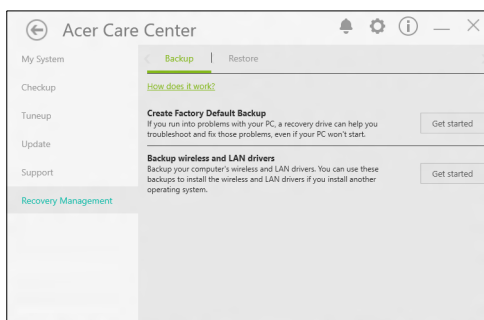 Acer Care Center
My System
Checkup
Tuneup
Update
Support
Recovery Management
Backup
Restore
How does it work?
Create Factory Default Backup
If you run into problems with your PC, a recovery drive can help you
troubleshoot and fix those problems, even if your PC won't start.
Get started
Backup wireless and LAN drivers
Backup your computer's wireless and LAN drivers. You can use these
backups to install the wireless and LAN drivers if you install another
operating system.
Get started